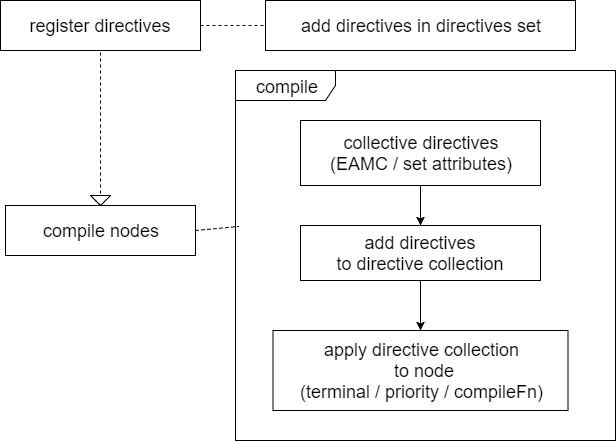 register directives
add directives in directives set
compile
collective directives
(EAMC / set attributes)
compile nodes
add directives
to directive collection
apply directive collection
to node
(terminal / priority / compileFn)